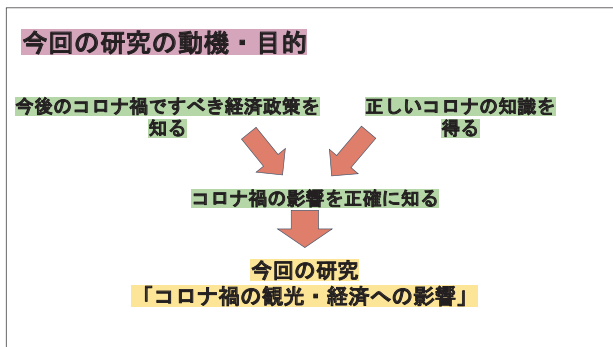 今回の研究の動機・目的
今後のコロナ禍ですべき経済政策を
知る
正しいコロナの知識を
得る
コロナ禍の影響を正確に知る
今回の研究
「コロナ禍の観光・経済への影響」